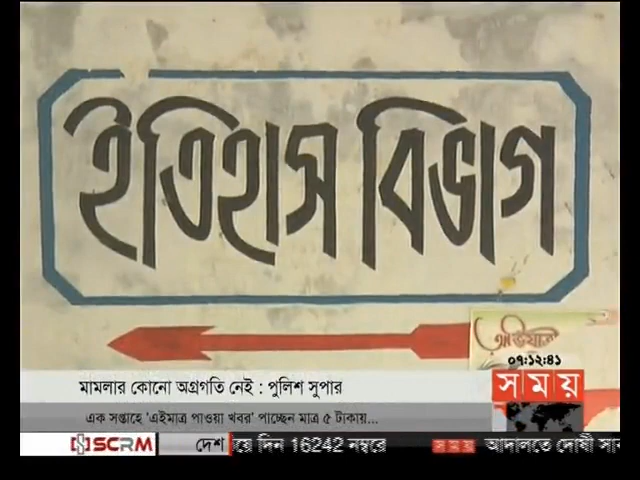 ইতিহাস বিভাগ
অভিযাত্রী
০৭:১২:৪১
মামলার কোনো অগ্রগতি নেই : পুলিশ সুপার
সময়
এক সপ্তাহে 'এইমাত্র পাওয়া খবর' পাচ্ছেন মাত্র ৫ টাকায়...
SCRM দেশ য়ে দিন 16242 নম্বরে সময় আদালতে দোষী সাব